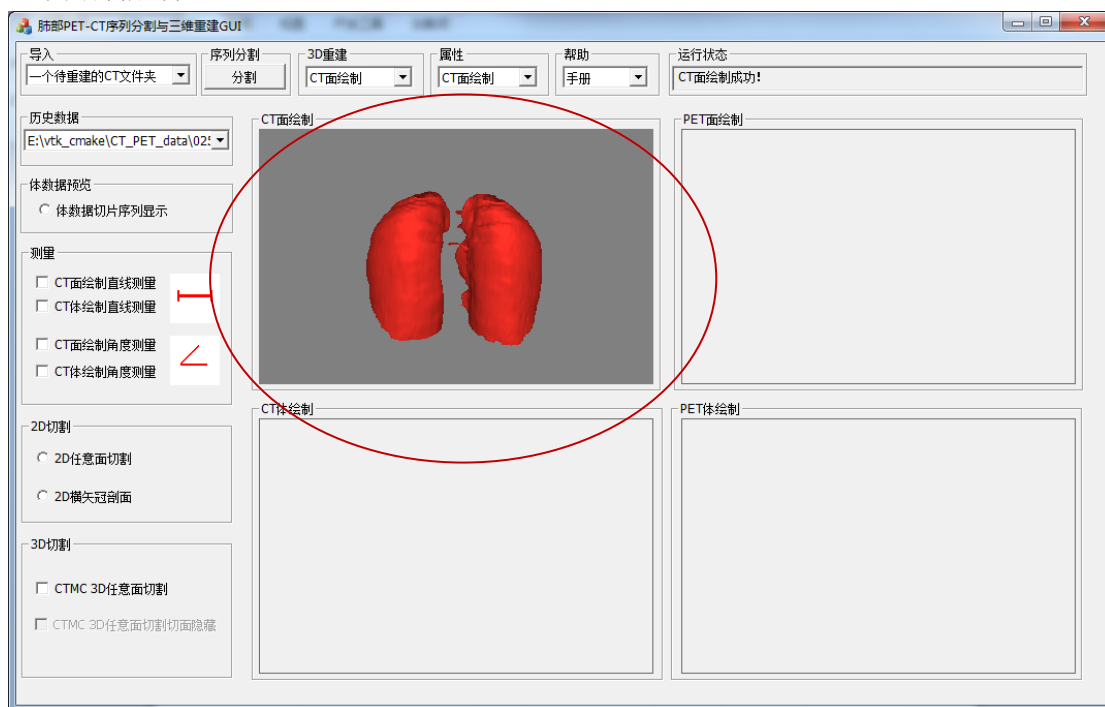 肺部PET-CT序列分割与三维重建GUI
导入
序列分割
3D重建
属性
帮助
运行状态
一个待重建的CT文件夹
分割
CT面绘制
CT面绘制
手册
CT面绘制成功!
历史数据
E:\vtk_cmake\CT_PET_data\02
体数据预览
体数据切片序列显示
测量
CT面绘制直线测量
CT体绘制直线测量
CT面绘制角度测量
CT体绘制角度测量
2D切割
2D任意面切割
2D横矢冠剖面
3D切割
CTMC 3D任意面切割
CTMC 3D任意面切割切面隐藏
CT面绘制
PET面绘制
CT体绘制
PET体绘制